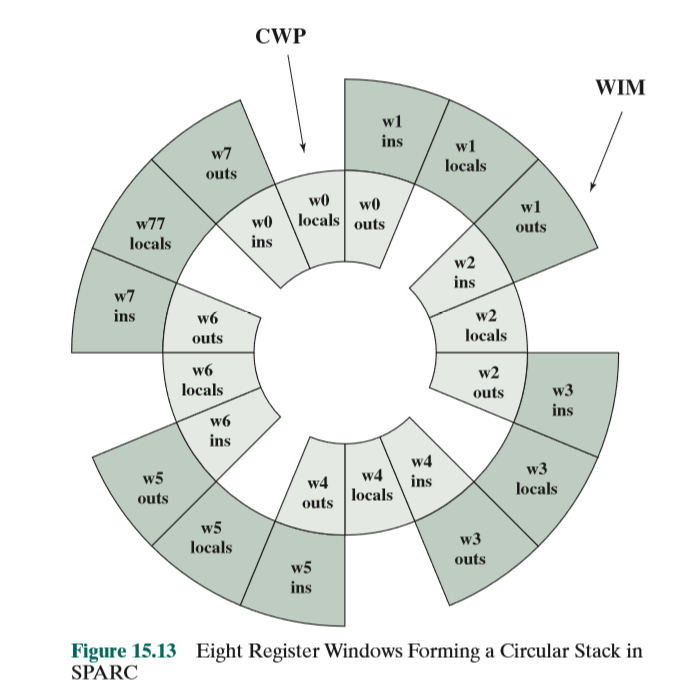 CWP
WIM
w1
ins
w1
locals
w1
outs
w0
ins
w0
locals
w0
outs
w7
outs
w77
locals
w7
ins
w2
ins
w2
locals
w2
outs
w6
outs
w6
locals
w6
ins
w3
ins
w3
locals
w3
outs
w4
outs
w4
locals
w4
ins
w5
outs
w5
locals
w5
ins
Figure 15.13 Eight Register Windows Forming a Circular Stack in
SPARC